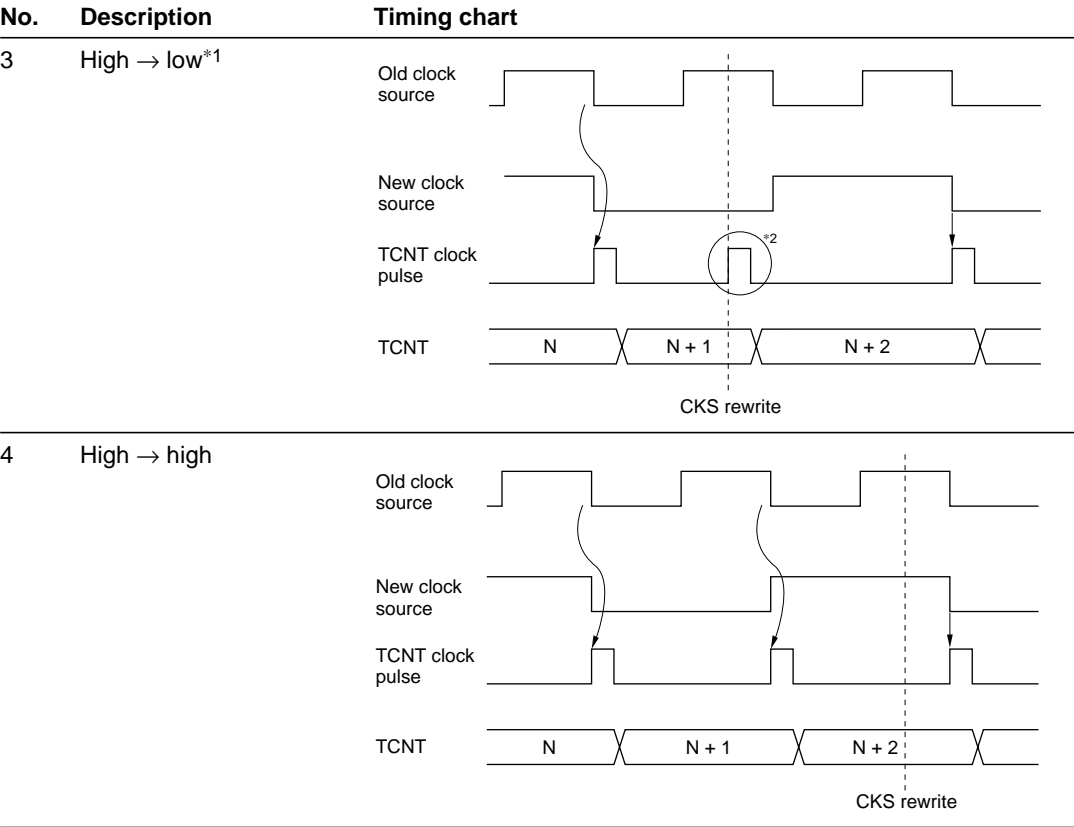 No. Description Timing chart
3 High → low*1
Old clock
source
New clock
source
TCNT clock
pulse
*2
TCNT N N + 1 N + 2
CKS rewrite
4 High → high
Old clock
source
New clock
source
TCNT clock
pulse
TCNT N N + 1 N + 2
CKS rewrite